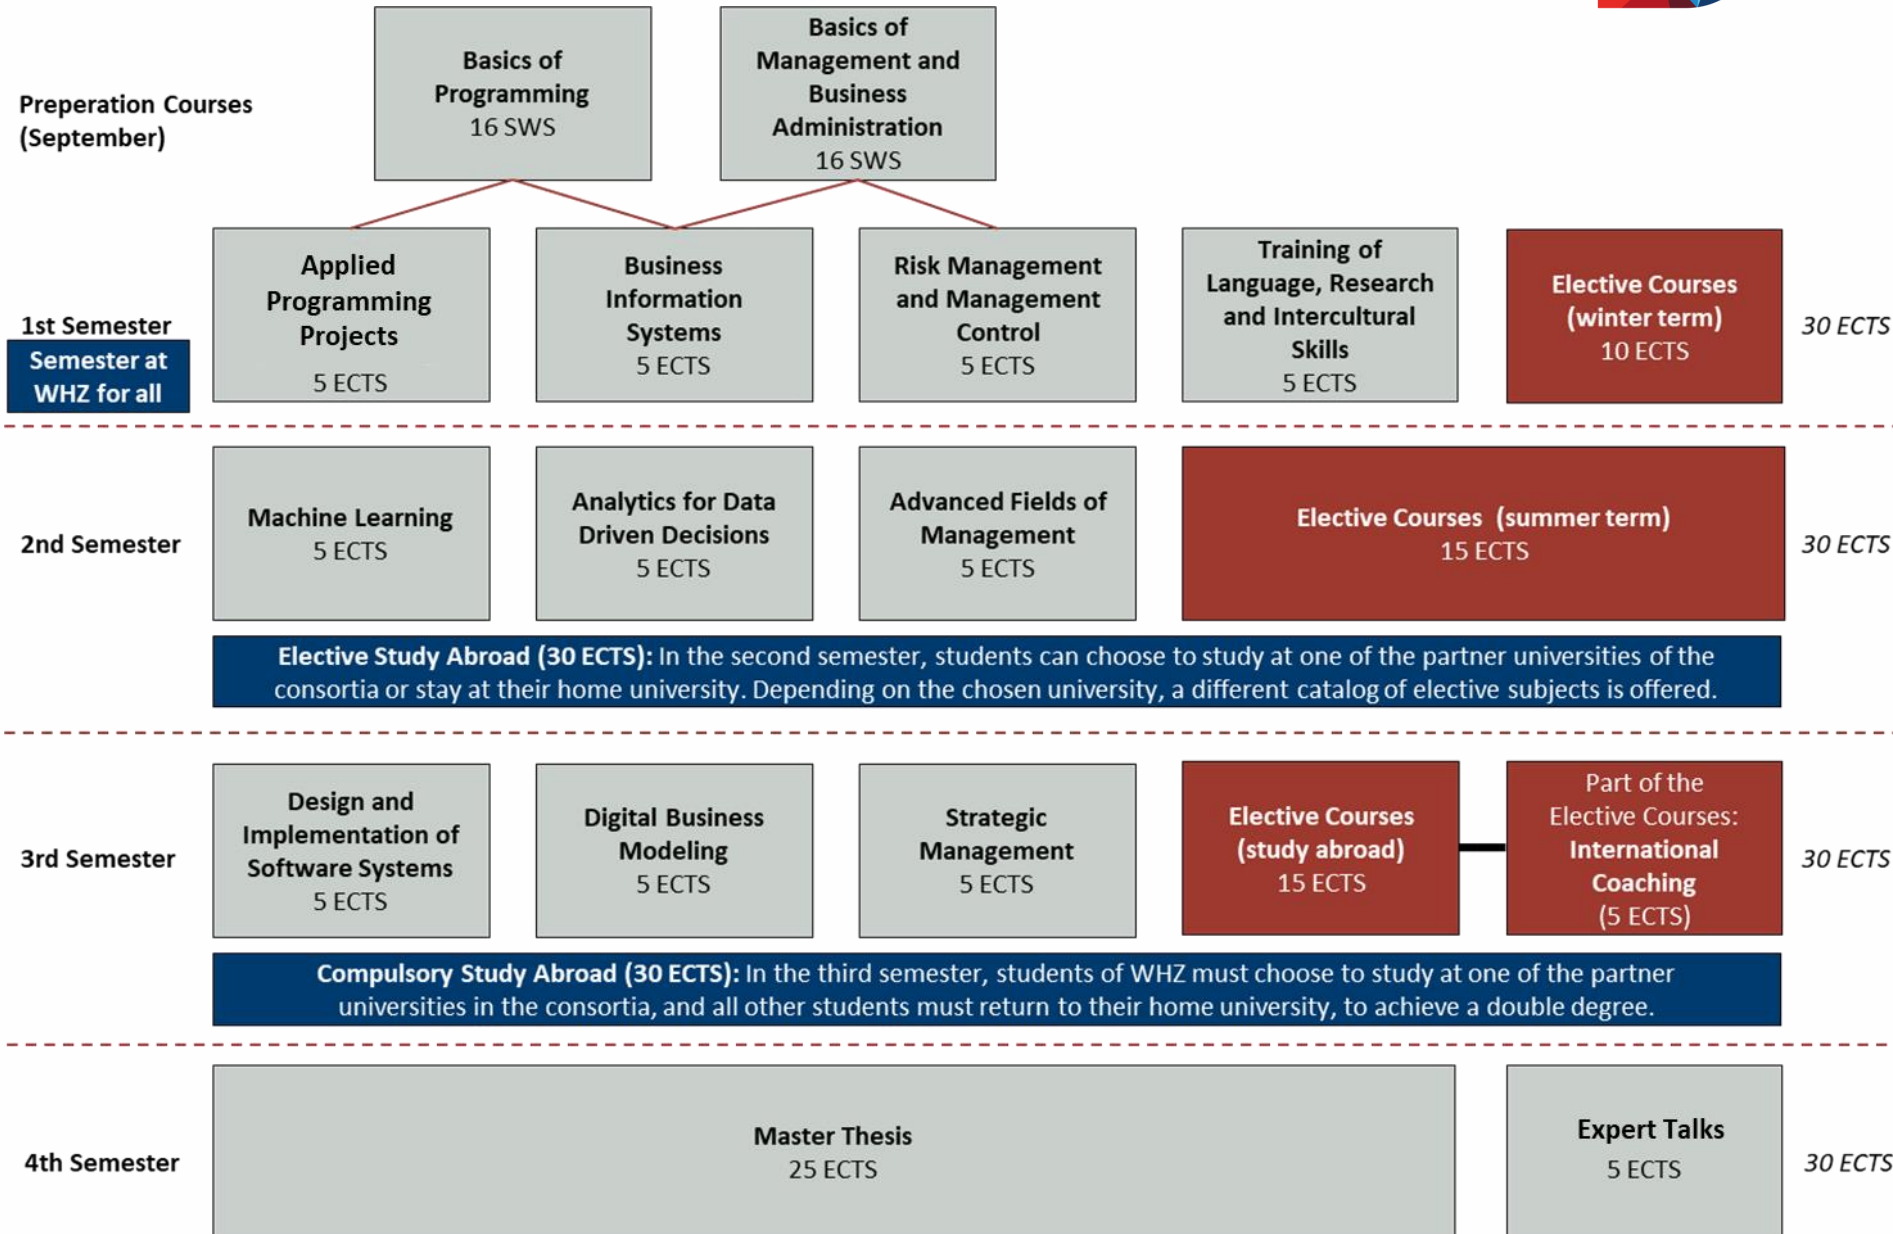 Preperation Courses
(September)
Basics of
Programming
16 SWS
Basics of
Management and
Business
Administration
16 SWS
1st Semester
Semester at
WHZ for all
Applied
Programming
Projects
5 ECTS
Business
Information
Systems
5 ECTS
Risk Management
and Management
Control
5 ECTS
Training of
Language, Research
and Intercultural
Skills
5 ECTS
Elective Courses
(winter term)
10 ECTS
30 ECTS
2nd Semester
Machine Learning
5 ECTS
Analytics for Data
Driven Decisions
5 ECTS
Advanced Fields of
Management
5 ECTS
Elective Courses (summer term)
15 ECTS
30 ECTS
Elective Study Abroad (30 ECTS): In the second semester, students can choose to study at one of the partner universities of the
consortia or stay at their home university. Depending on the chosen university, a different catalog of elective subjects is offered.
3rd Semester
Design and
Implementation of
Software Systems
5 ECTS
Digital Business
Modeling
5 ECTS
Strategic
Management
5 ECTS
Elective Courses
(study abroad)
15 ECTS
Part of the
Elective Courses:
International
Coaching
(5 ECTS)
30 ECTS
Compulsory Study Abroad (30 ECTS): In the third semester, students of WHZ must choose to study at one of the partner
universities in the consortia, and all other students must return to their home university, to achieve a double degree.
4th Semester
Master Thesis
25 ECTS
Expert Talks
5 ECTS
30 ECTS